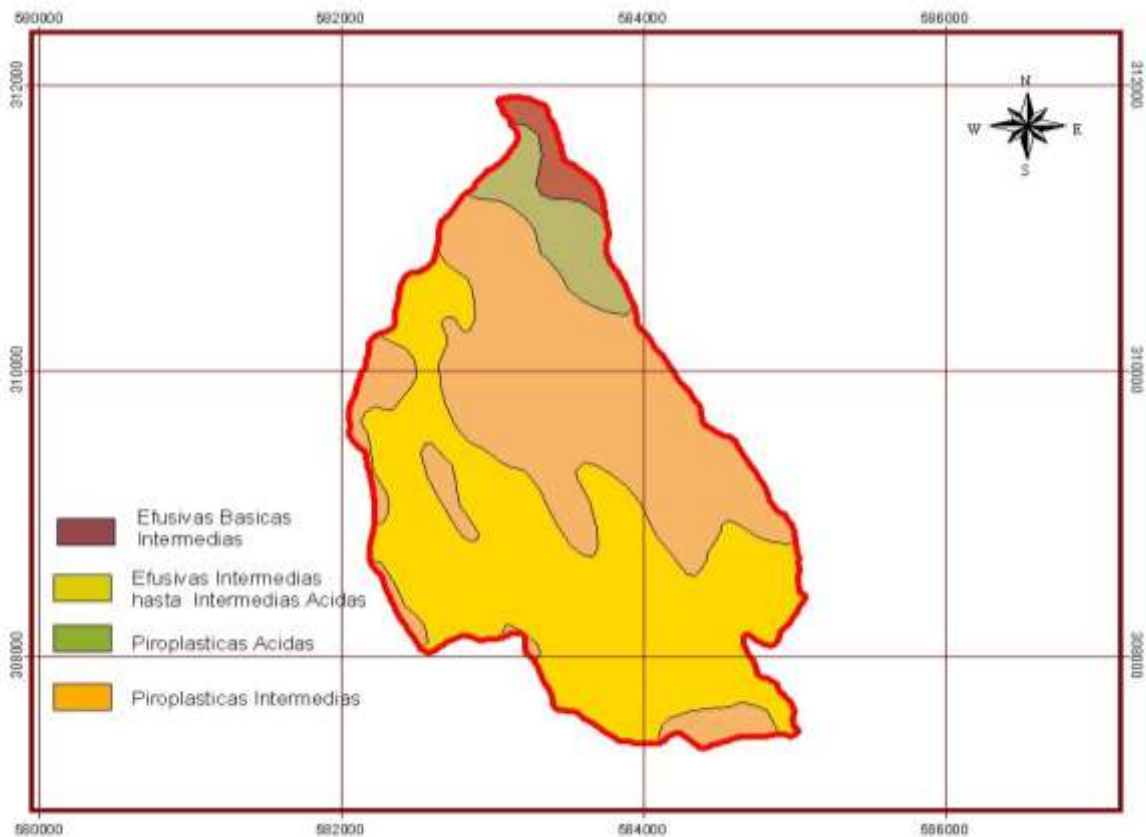 580000 582000 584000 586000
312000 312000
N
W E
S
310000 310000
Efusivas Basicas
Intermedias
Efusivas Intermedias
hasta Intermedias Acidas
Piroplasticas Acidas
308000 308000
Piroplasticas Intermedias
580000 582000 584000 586000